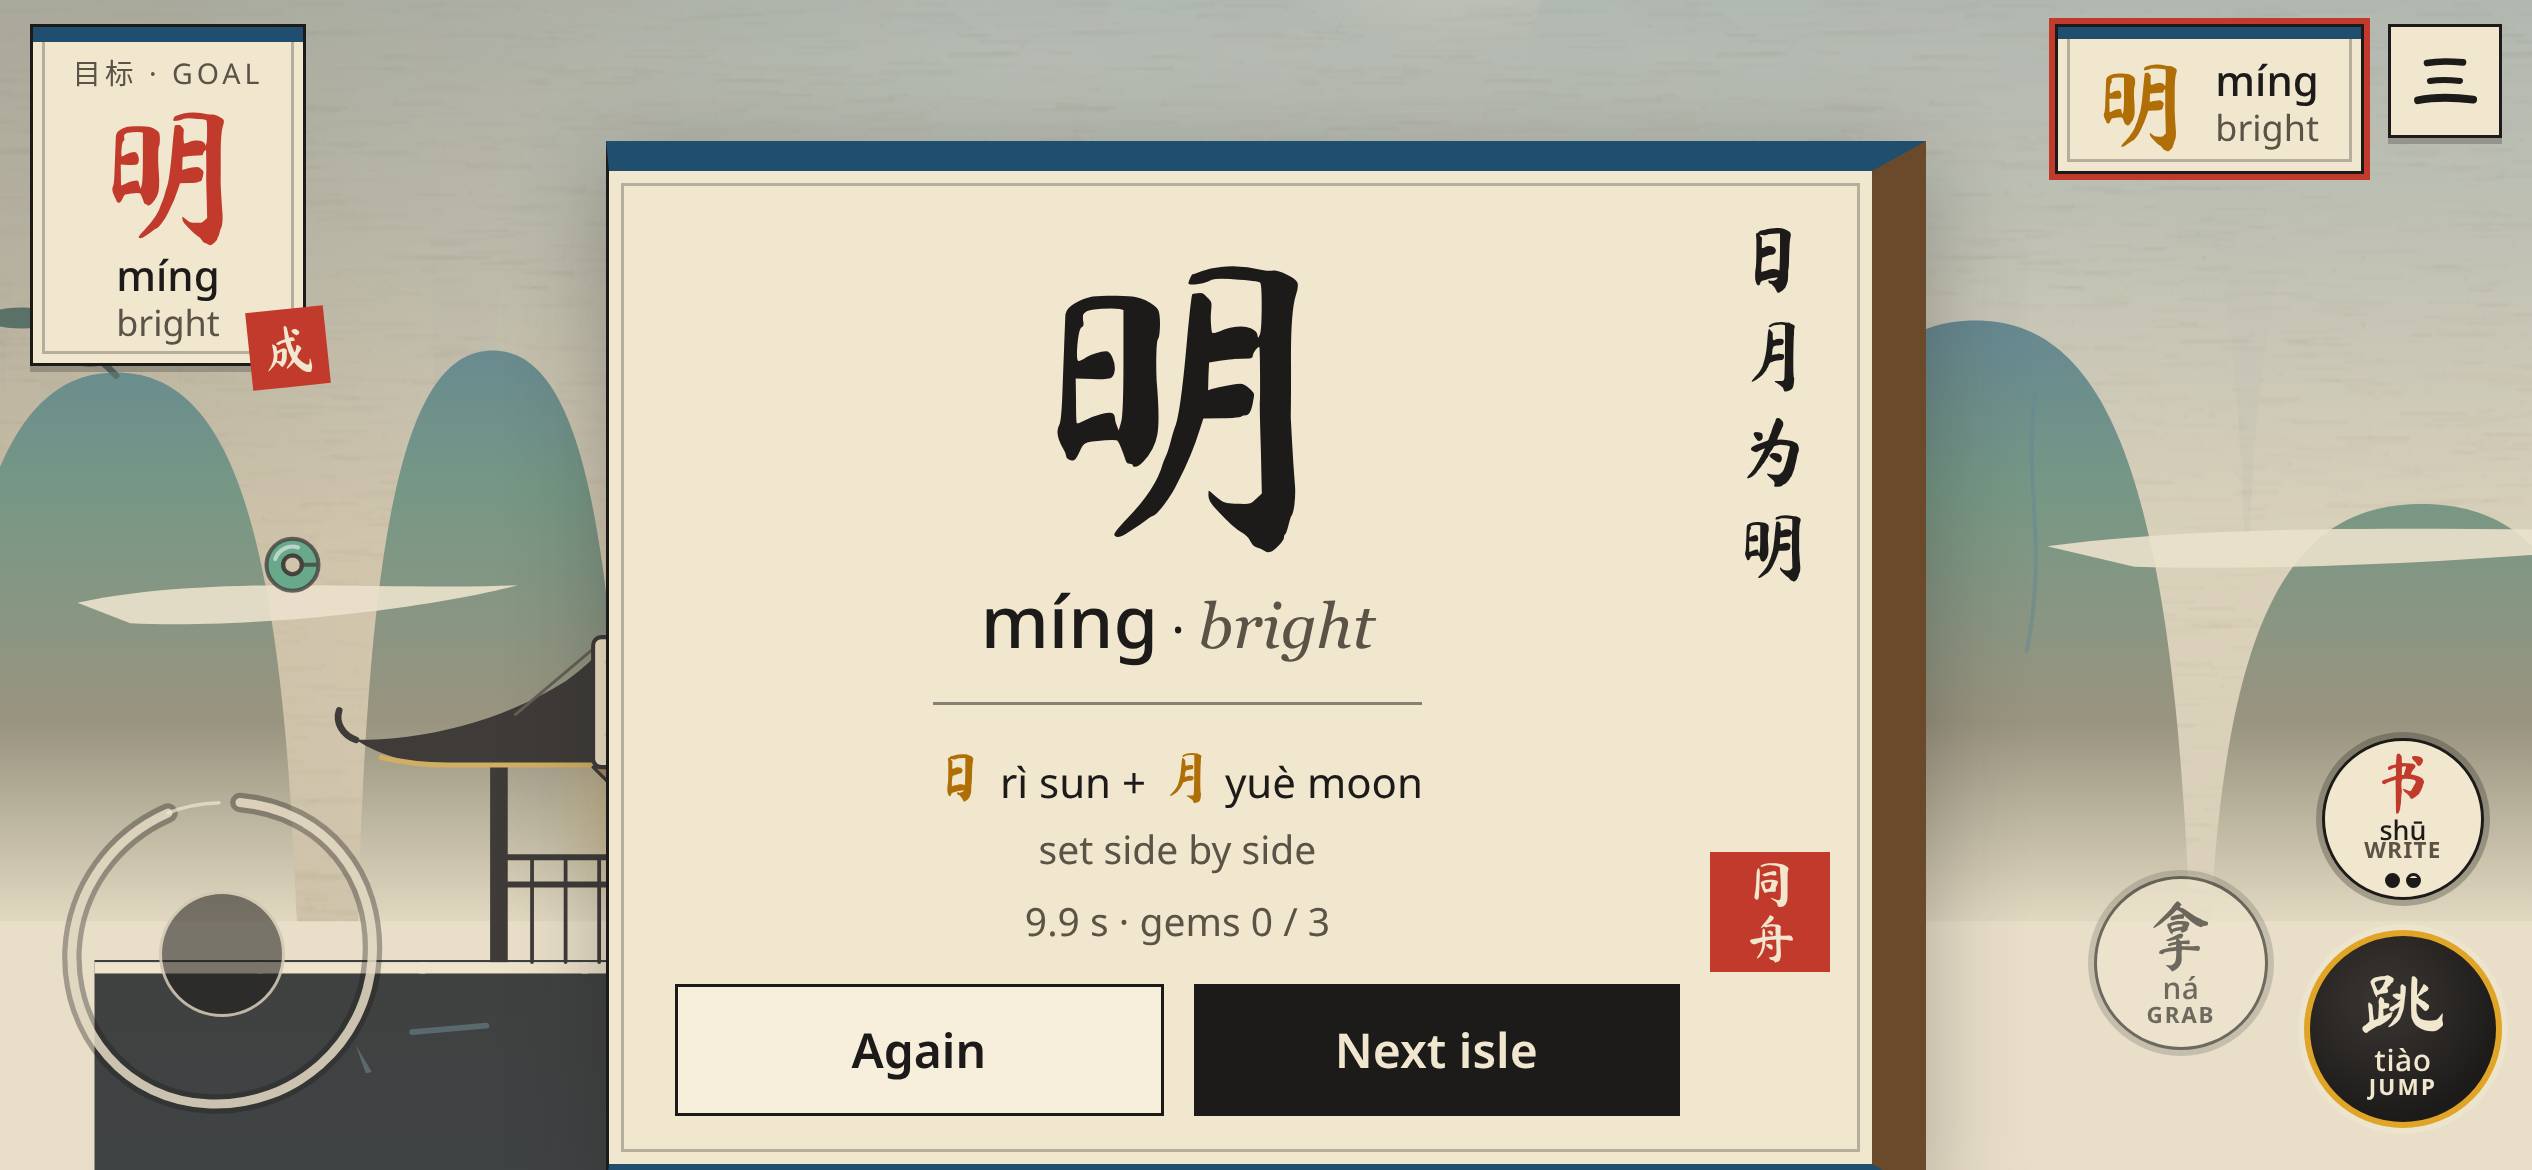 目标 · GOAL
明
míng
bright
成
明
míng
bright
三
明
míng · bright
日 rì sun + 月 yuè moon
set side by side
9.9 s · gems 0 / 3
Again
Next isle
日月为明
同舟
书
shū
WRITE
拿
ná
GRAB
跳
tiào
JUMP